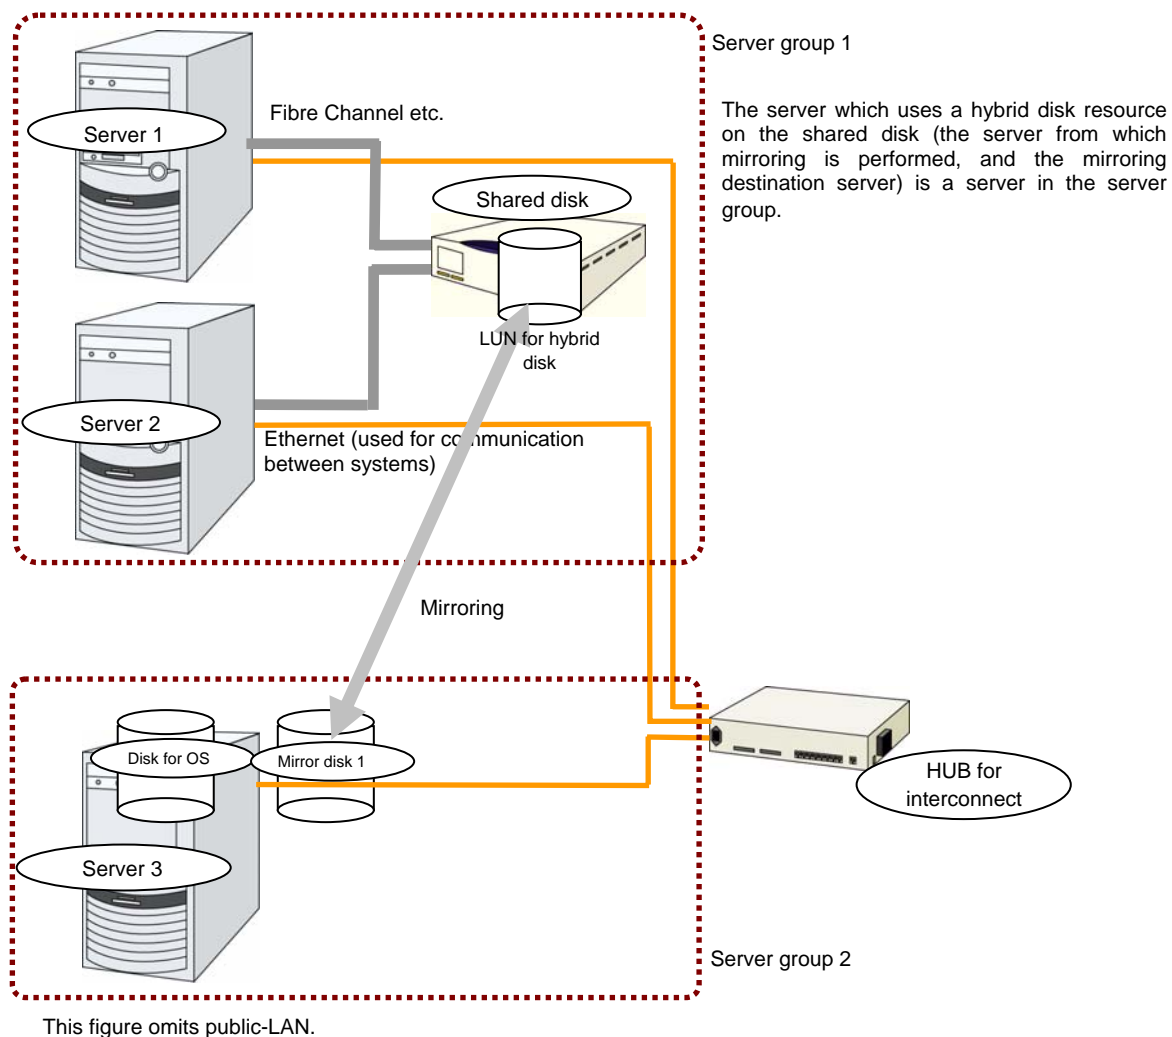 Server group 1
Fibre Channel etc.
The server which uses a hybrid disk resource
on the shared disk (the server from which
mirroring is performed, and the mirroring
destination server) is a server in the server
group.
Server 1
Shared disk
LUN for hybrid
disk
Server 2
Ethernet (used for communication
between systems)
Mirroring
Disk for OS
Mirror disk 1
HUB for
interconnect
Server 3
Server group 2
This figure omits public-LAN.